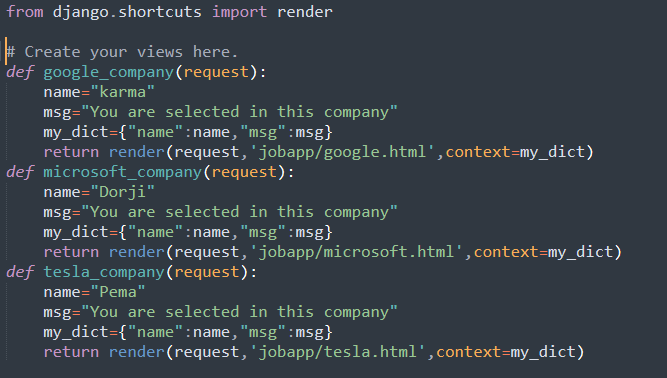 from django.shortcuts import render

# Create your views here.
def google_company(request):
    name="karma"
    msg="You are selected in this company"
    my_dict={"name":name,"msg":msg}
    return render(request,'jobapp/google.html',context=my_dict)
def microsoft_company(request):
    name="Dorji"
    msg="You are selected in this company"
    my_dict={"name":name,"msg":msg}
    return render(request,'jobapp/microsoft.html',context=my_dict)
def tesla_company(request):
    name="Pema"
    msg="You are selected in this company"
    my_dict={"name":name,"msg":msg}
    return render(request,'jobapp/tesla.html',context=my_dict)